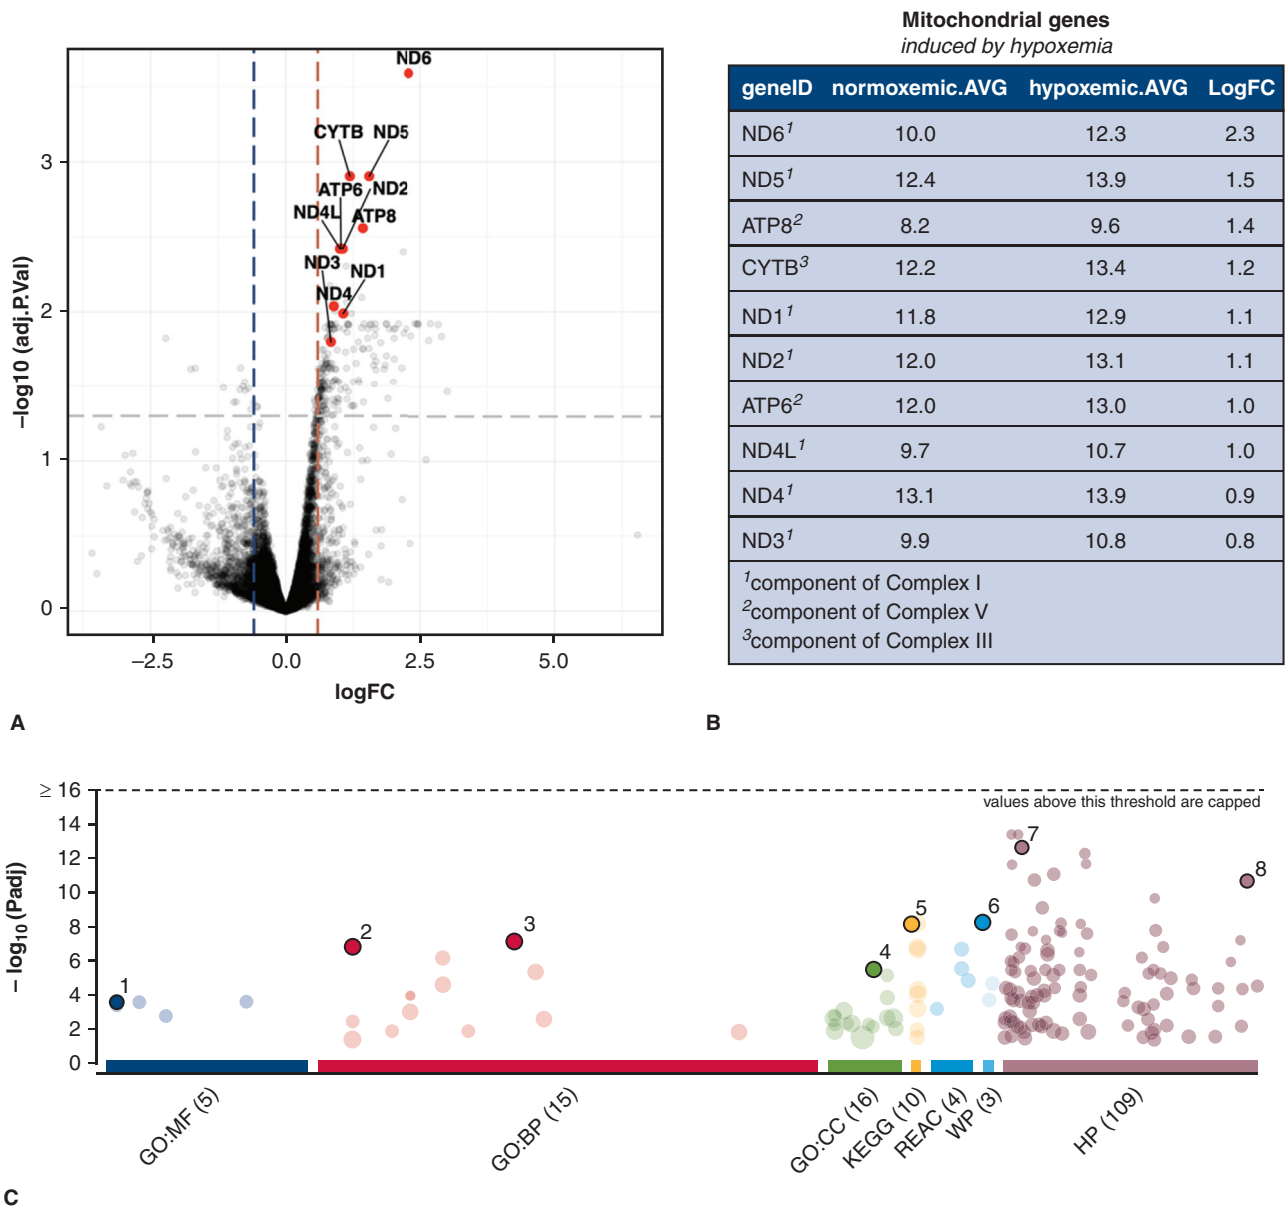 ND6
CYTB ND5
ATP6 ND2
ND4L ATP8
ND3 ND1
ND4
3
2
1
0
−log10 (adj.P.Val)
−2.5 0.0 2.5 5.0
logFC
A
Mitochondrial genes
induced by hypoxemia
geneID normoxemic.AVG hypoxemic.AVG LogFC
ND6¹ 10.0 12.3 2.3
ND5¹ 12.4 13.9 1.5
ATP8² 8.2 9.6 1.4
CYTB³ 12.2 13.4 1.2
ND1¹ 11.8 12.9 1.1
ND2¹ 12.0 13.1 1.1
ATP6² 12.0 13.0 1.0
ND4L¹ 9.7 10.7 1.0
ND4¹ 13.1 13.9 0.9
ND3¹ 9.9 10.8 0.8
¹component of Complex I
²component of Complex V
³component of Complex III
B
≥ 16
14
12
10
8
6
4
2
0
− log₁₀ (Padj)
values above this threshold are capped
1
2
3
4
5
6
7
8
GO:MF (5)
GO:BP (15)
GO:CC (16)
KEGG (10)
REAC (4)
WP (3)
HP (109)
C